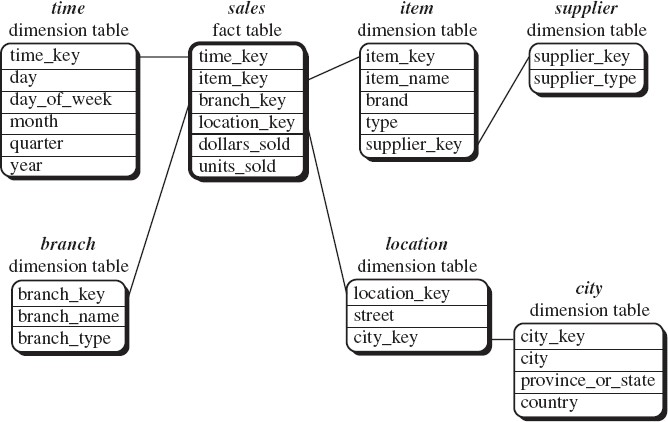 time
dimension table
time_key
day
day_of_week
month
quarter
year
sales
fact table
time_key
item_key
branch_key
location_key
dollars_sold
units_sold
item
dimension table
item_key
item_name
brand
type
supplier_key
supplier
dimension table
supplier_key
supplier_type
branch
dimension table
branch_key
branch_name
branch_type
location
dimension table
location_key
street
city_key
city
dimension table
city_key
city
province_or_state
country